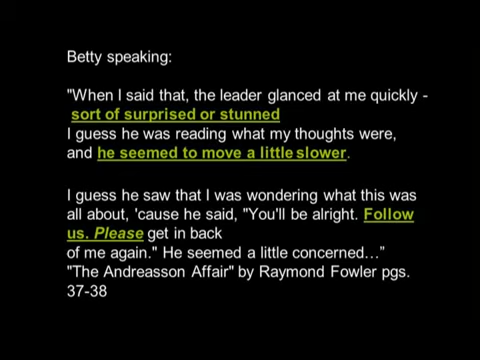 Betty speaking:
"When I said that, the leader glanced at me quickly -
sort of surprised or stunned
I guess he was reading what my thoughts were,
and he seemed to move a little slower.
I guess he saw that I was wondering what this was
all about, 'cause he said, "You'll be alright. Follow
us. Please get in back
of me again." He seemed a little concerned…”
"The Andreasson Affair" by Raymond Fowler pgs.
37-38